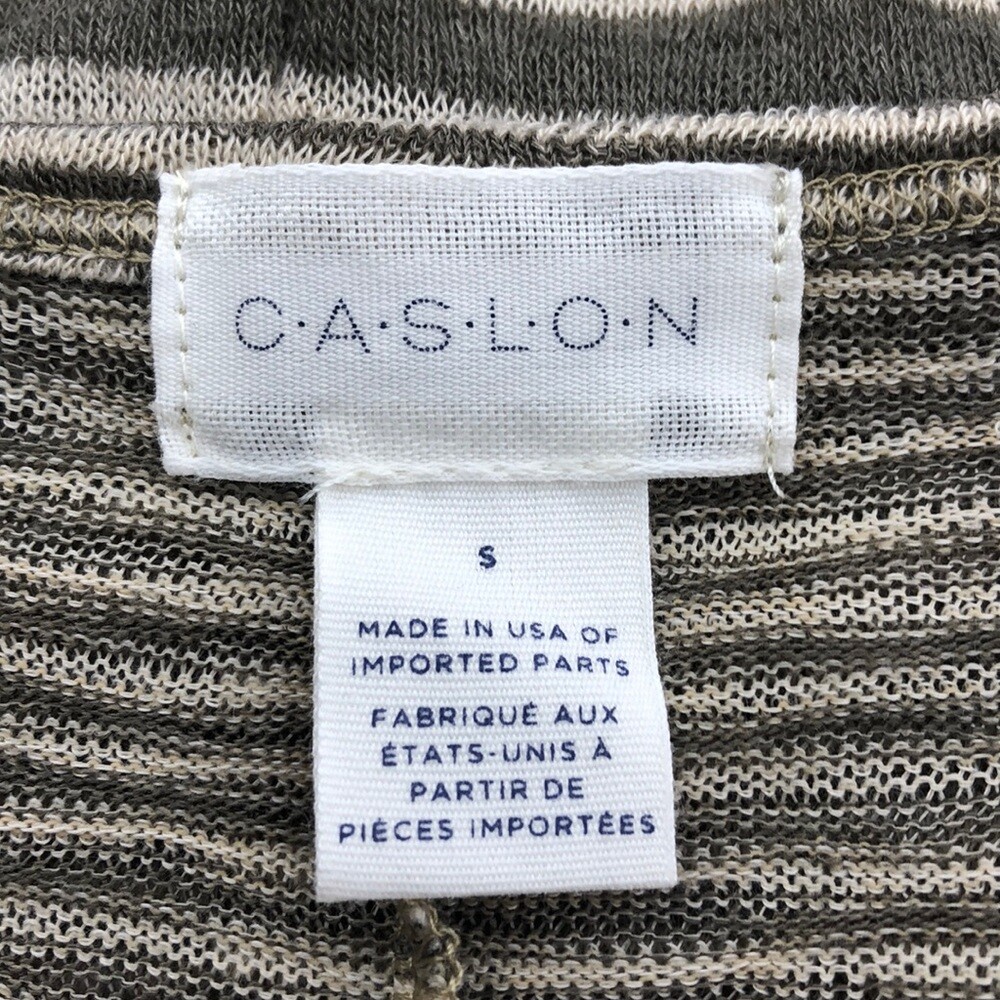 C·A·S·L·O·N
S
MADE IN USA OF
IMPORTED PARTS
FABRIQUÉ AUX
ÉTATS-UNIS À
PARTIR DE
PIÈCES IMPORTÉES